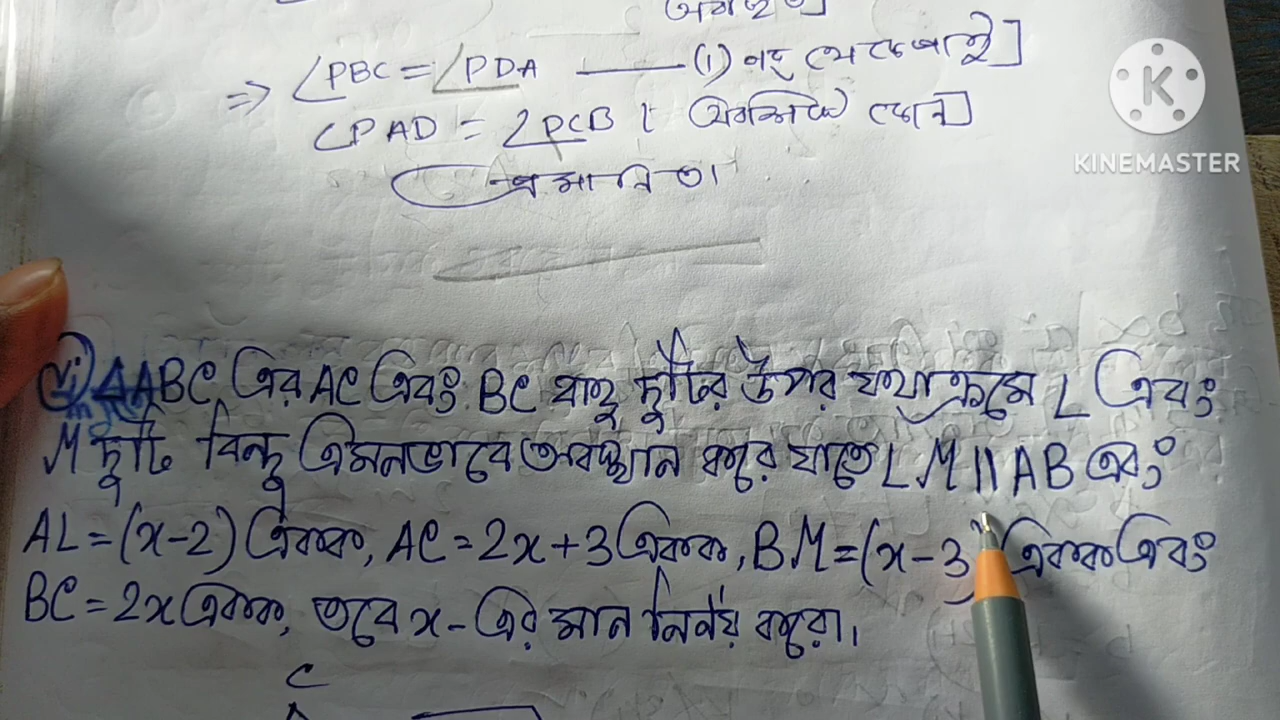 ⇒ ∠PBC = ∠PDA —— (i) নং থেকে পাই]
∠PAD = ∠PCB [ অবশিষ্ট কোন]
প্রমানিত।
KINEMASTER
vi) ΔABC এর AC এবং BC বাহু দুটির উপর যথাক্রমে L এবং
M দুটি বিন্দু এমনভাবে অবস্থান করে যাতে LM || AB এবং
AL = (x-2) একক, AC = 2x+3 একক, BM = (x-3) একক এবং
BC = 2x একক, তবে x-এর মান নির্ণয় করো।
C